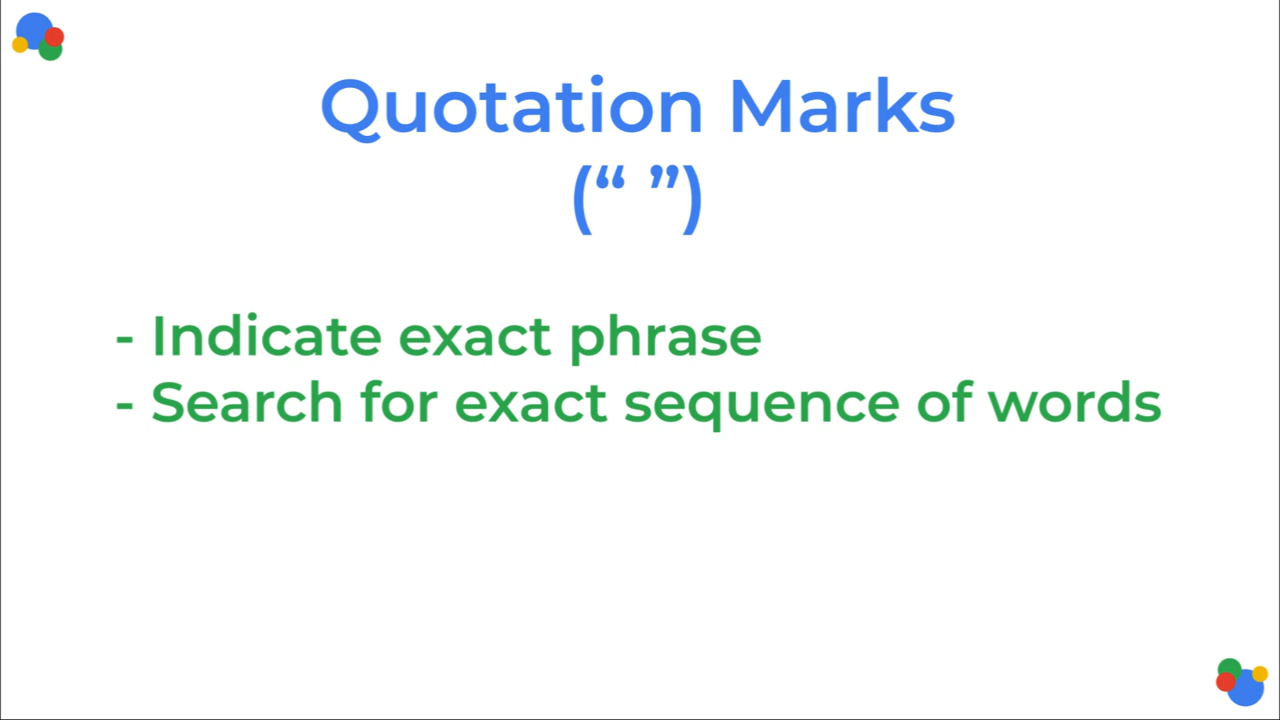 Quotation Marks
(“ ”)
- Indicate exact phrase
- Search for exact sequence of words